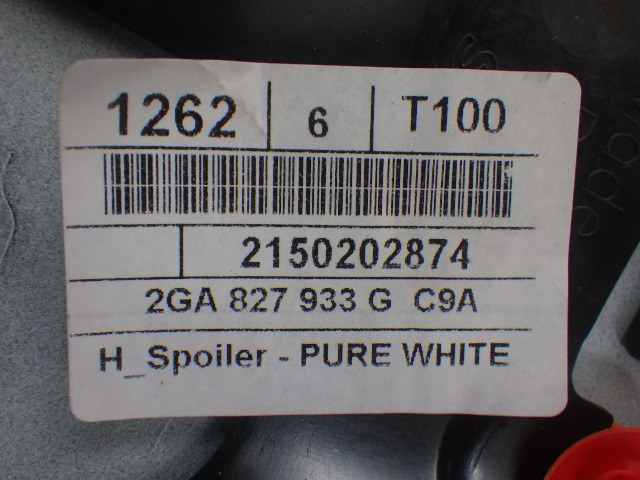 1262 6 T100
2150202874
2GA 827 933 G C9A
H_Spoiler - PURE WHITE